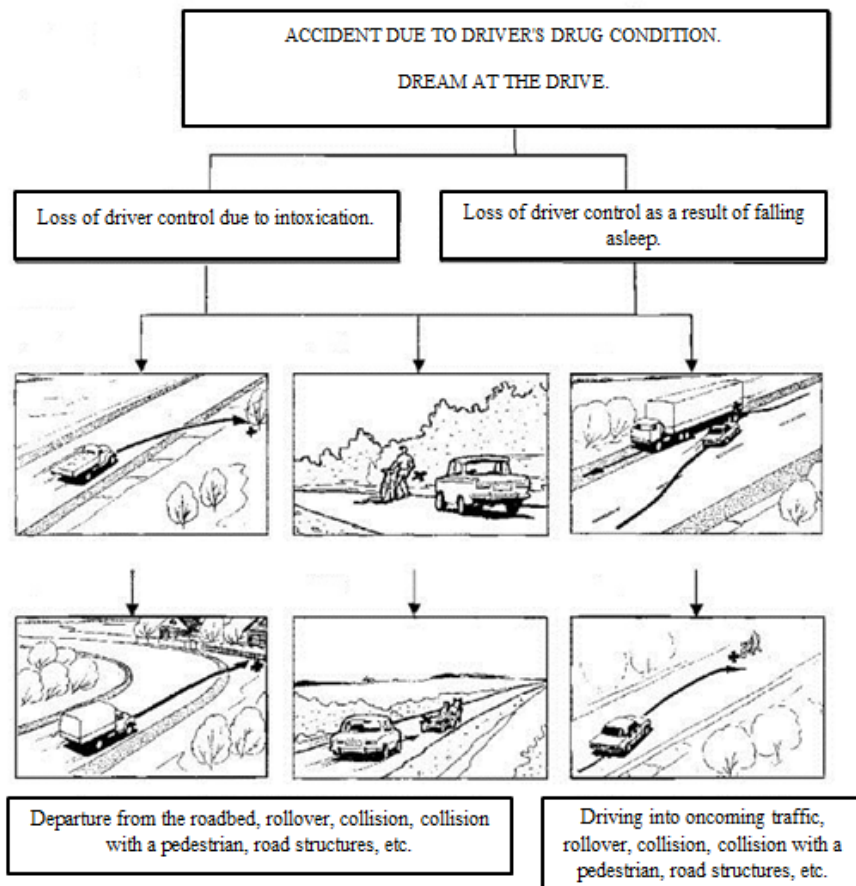 ACCIDENT DUE TO DRIVER'S DRUG CONDITION.
DREAM AT THE DRIVE.
Loss of driver control due to intoxication.
Loss of driver control as a result of falling
asleep.
Departure from the roadbed, rollover, collision, collision
with a pedestrian, road structures, etc.
Driving into oncoming traffic,
rollover, collision, collision with a
pedestrian, road structures, etc.